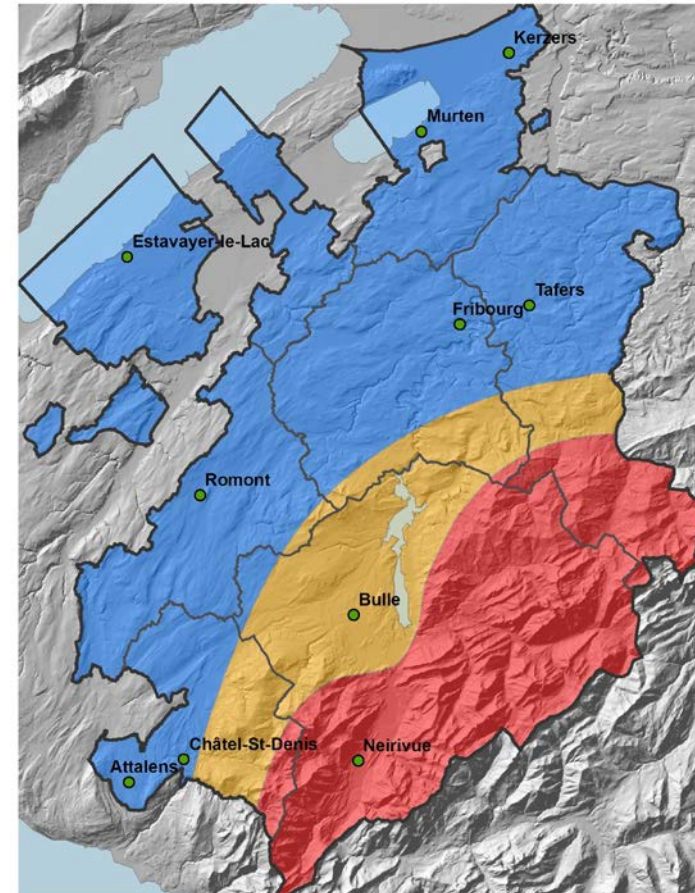 Kerzers
Murten
Estavayer-le-Lac
Tafers
Fribourg
Romont
Bulle
Châtel-St-Denis
Neirivue
Attalens